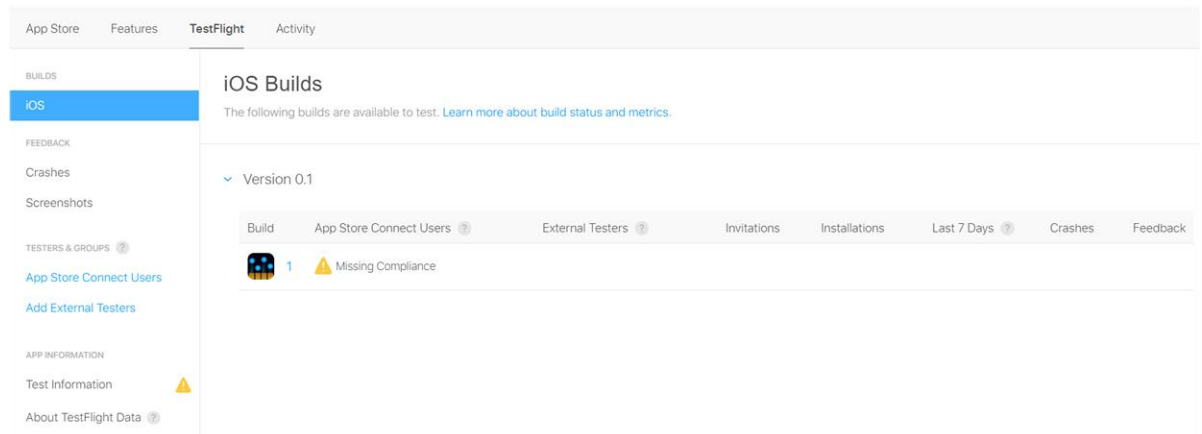 App Store Features TestFlight Activity
BUILDS
iOS
FEEDBACK
Crashes
Screenshots
TESTERS & GROUPS ?
App Store Connect Users
Add External Testers
APP INFORMATION
Test Information
About TestFlight Data ?
iOS Builds
The following builds are available to test. Learn more about build status and metrics.
Version 0.1
Build App Store Connect Users ? External Testers ? Invitations Installations Last 7 Days ? Crashes Feedback
1 Missing Compliance